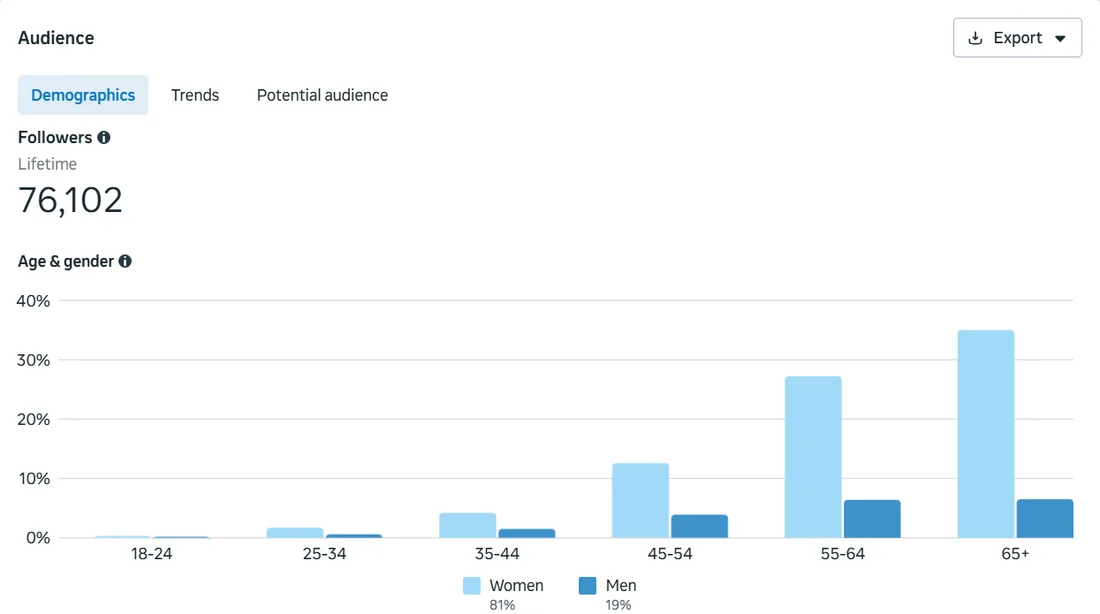 Audience
Export
Demographics Trends Potential audience
Followers
Lifetime
76,102
Age & gender
40%
30%
20%
10%
0%
18-24 25-34 35-44 45-54 55-64 65+
Women Men
81% 19%